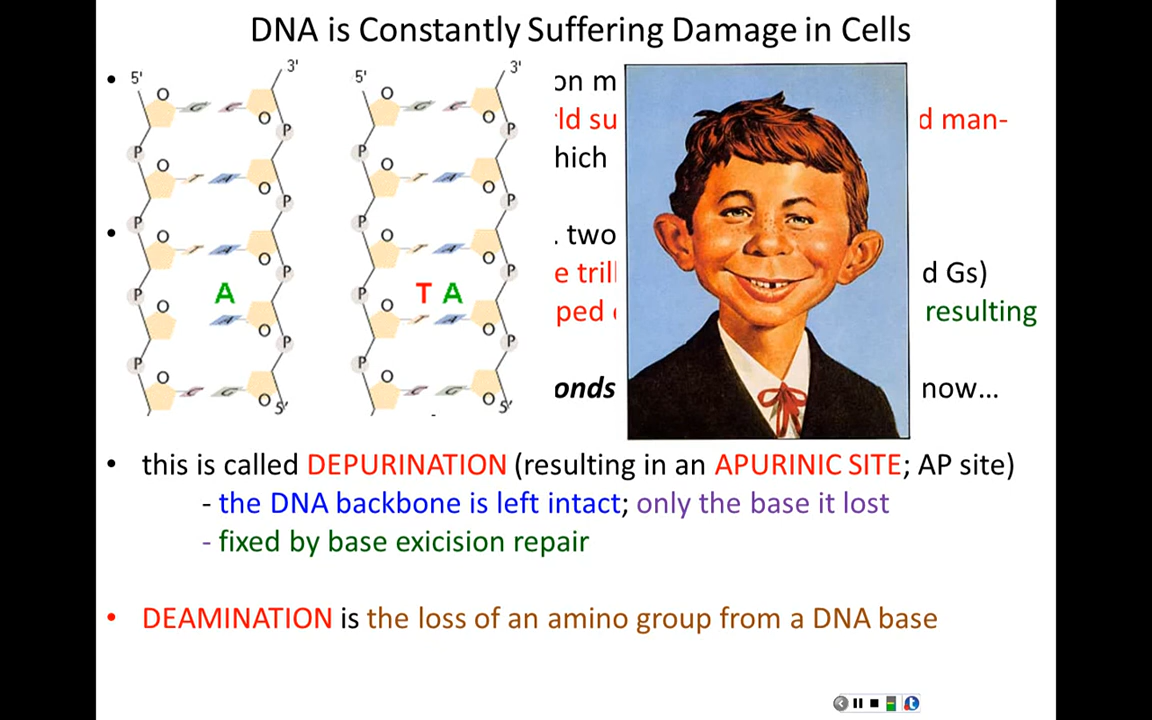 DNA is Constantly Suffering Damage in Cells
5' 3' 5' 3'
on m
ld su d man-
hich
. two
e tril d Gs)
ped resulting
onds now...
O O P P
A T A
5' 5'
• this is called DEPURINATION (resulting in an APURINIC SITE; AP site)
- the DNA backbone is left intact; only the base it lost
- fixed by base exicision repair
• DEAMINATION is the loss of an amino group from a DNA base